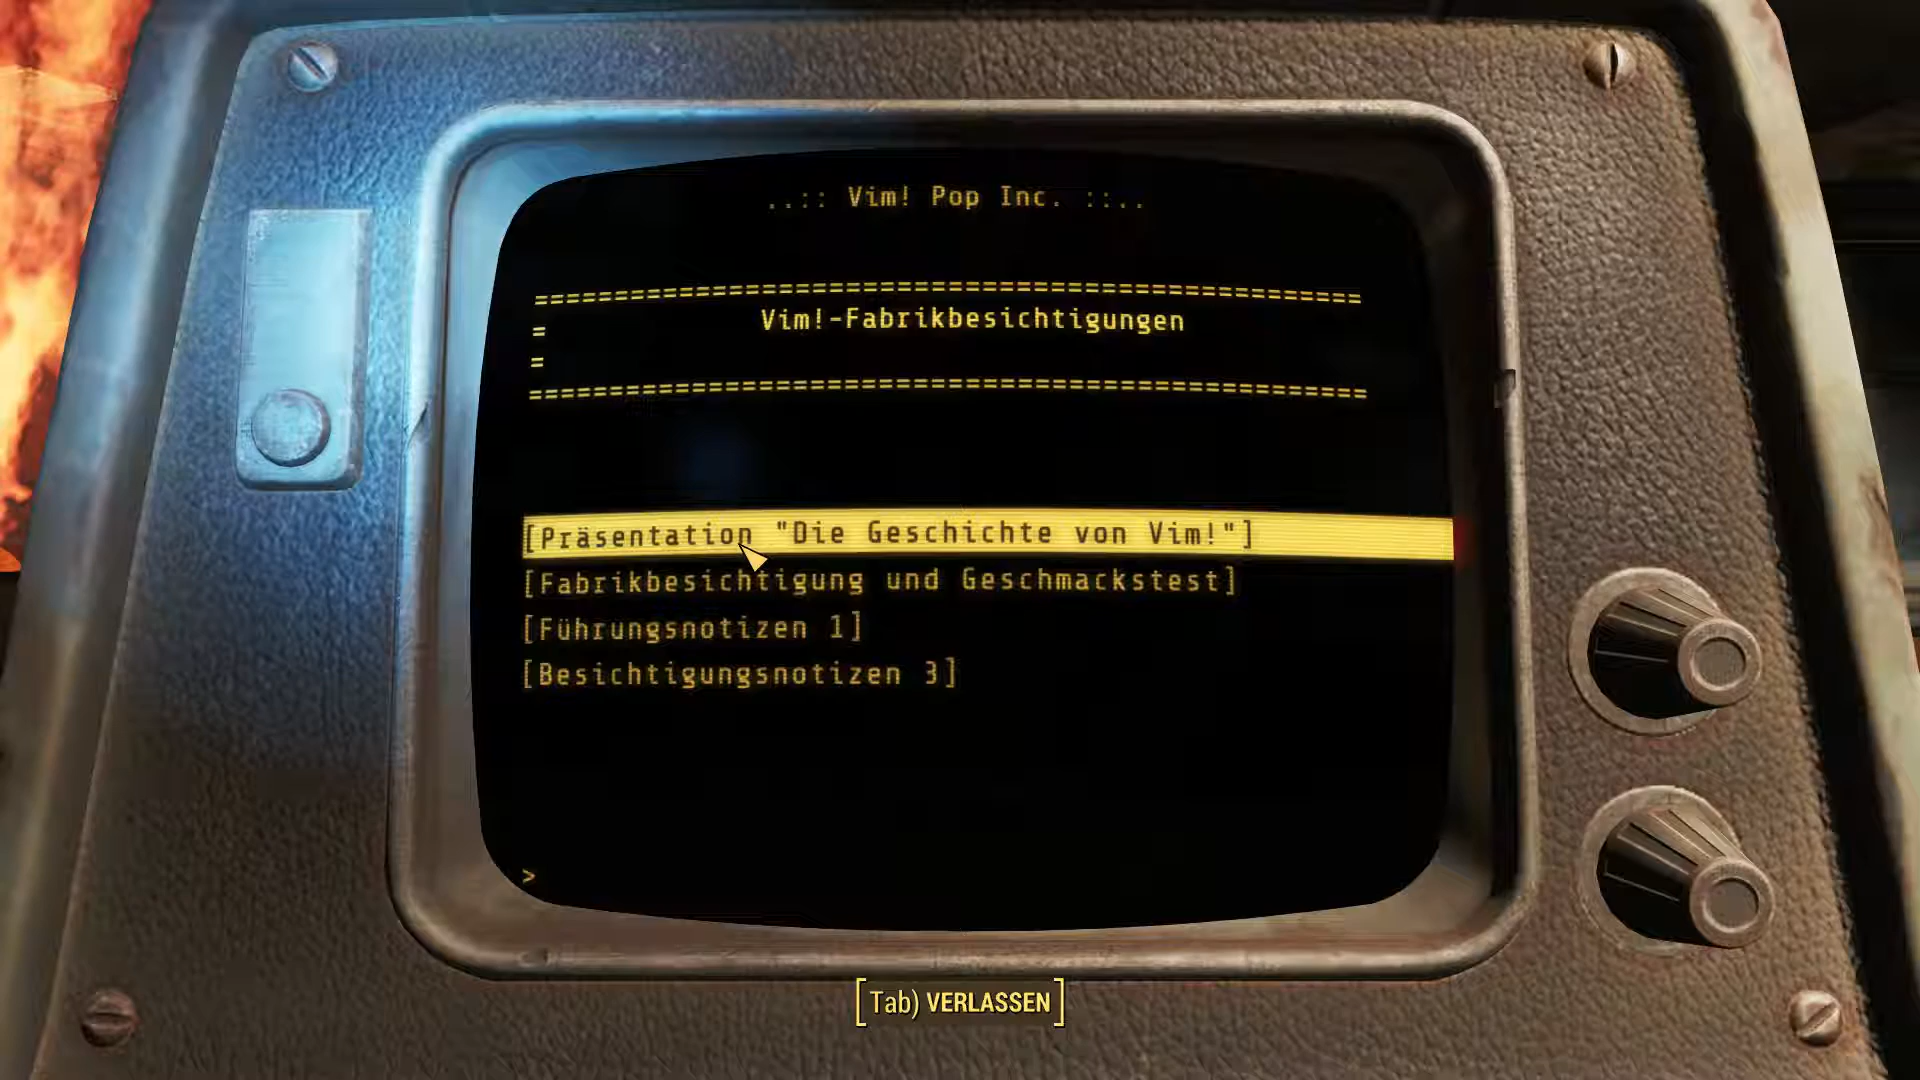 ..:: Vim! Pop Inc. ::..
==================================================
= Vim!-Fabrikbesichtigungen
=
==================================================
[Präsentation "Die Geschichte von Vim!"]
[Fabrikbesichtigung und Geschmackstest]
[Führungsnotizen 1]
[Besichtigungsnotizen 3]
>
[Tab) VERLASSEN]